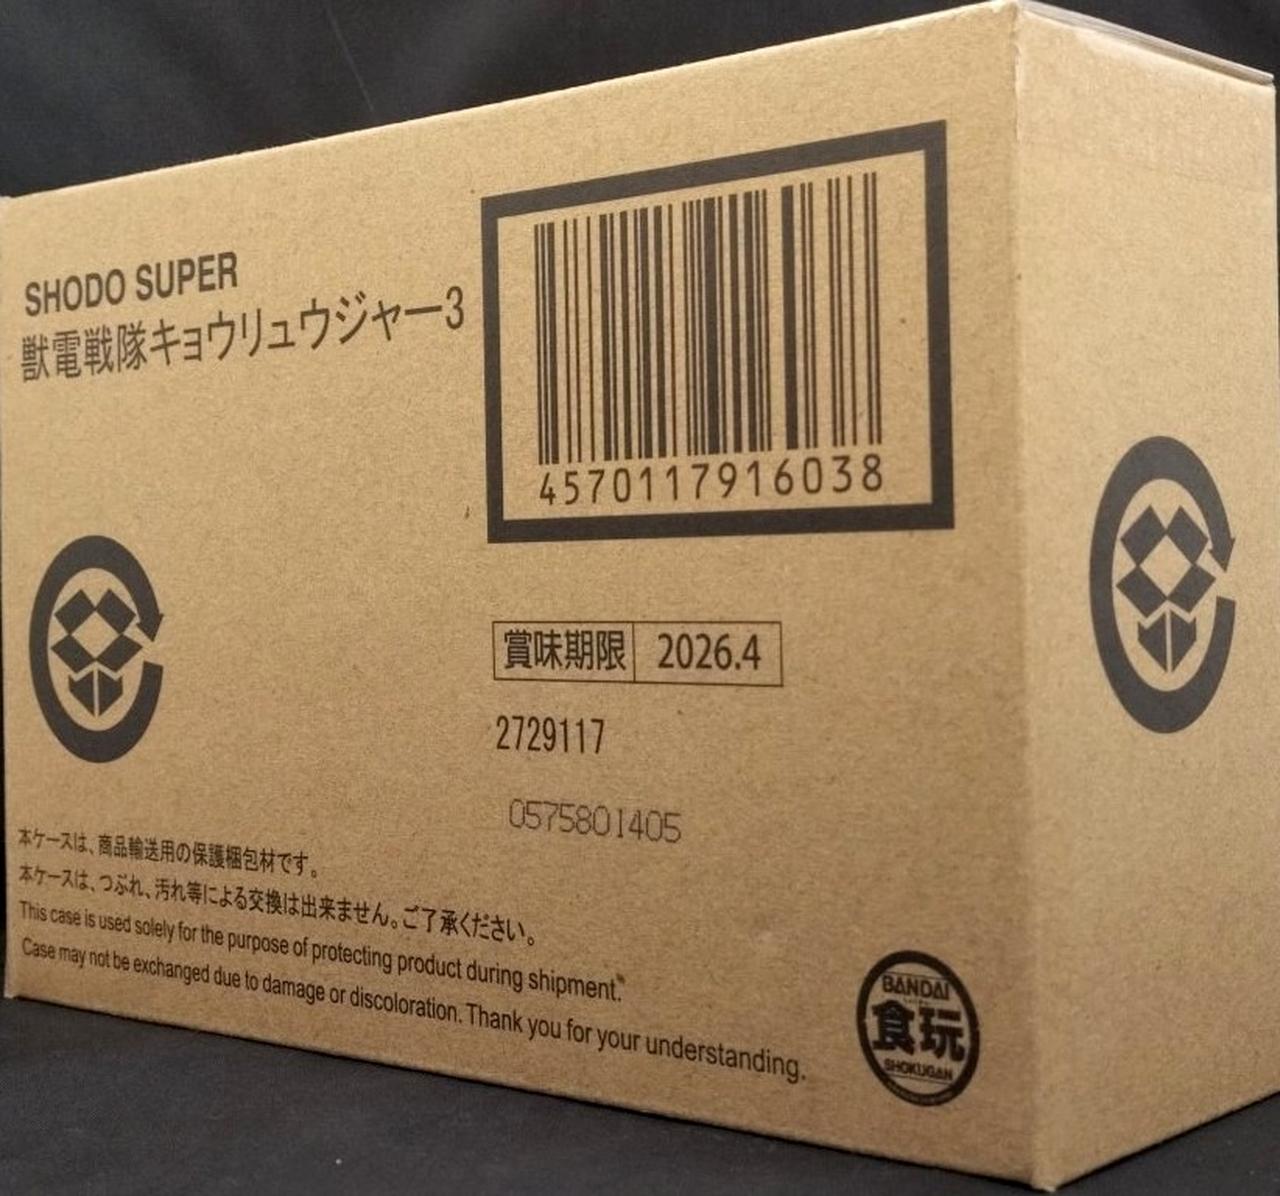 SHODO SUPER
獣電戦隊キョウリュウジャー3
4570117916038
賞味期限 2026.4
2729117
0575801405
本ケースは、商品輸送用の保護梱包材です。
本ケースは、つぶれ、汚れ等による交換は出来ません。ご了承ください。
This case is used solely for the purpose of protecting product during shipment.
Case may not be exchanged due to damage or discoloration. Thank you for your understanding.
BANDAI
食玩
SHOKUGAN